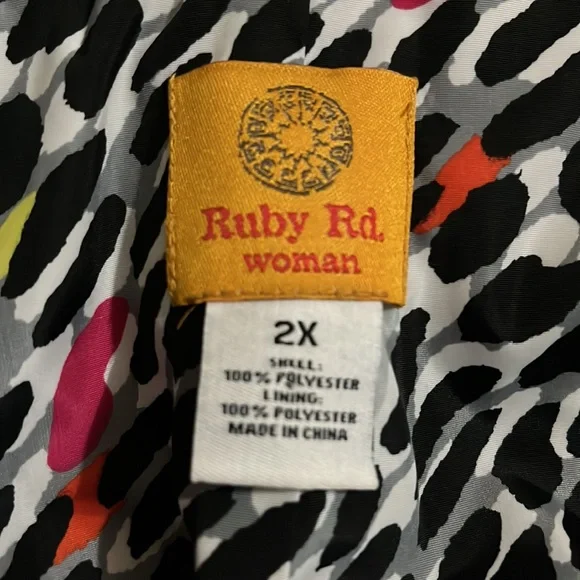 Ruby Rd.
woman
2X
SHELL:
100% POLYESTER
LINING:
100% POLYESTER
MADE IN CHINA